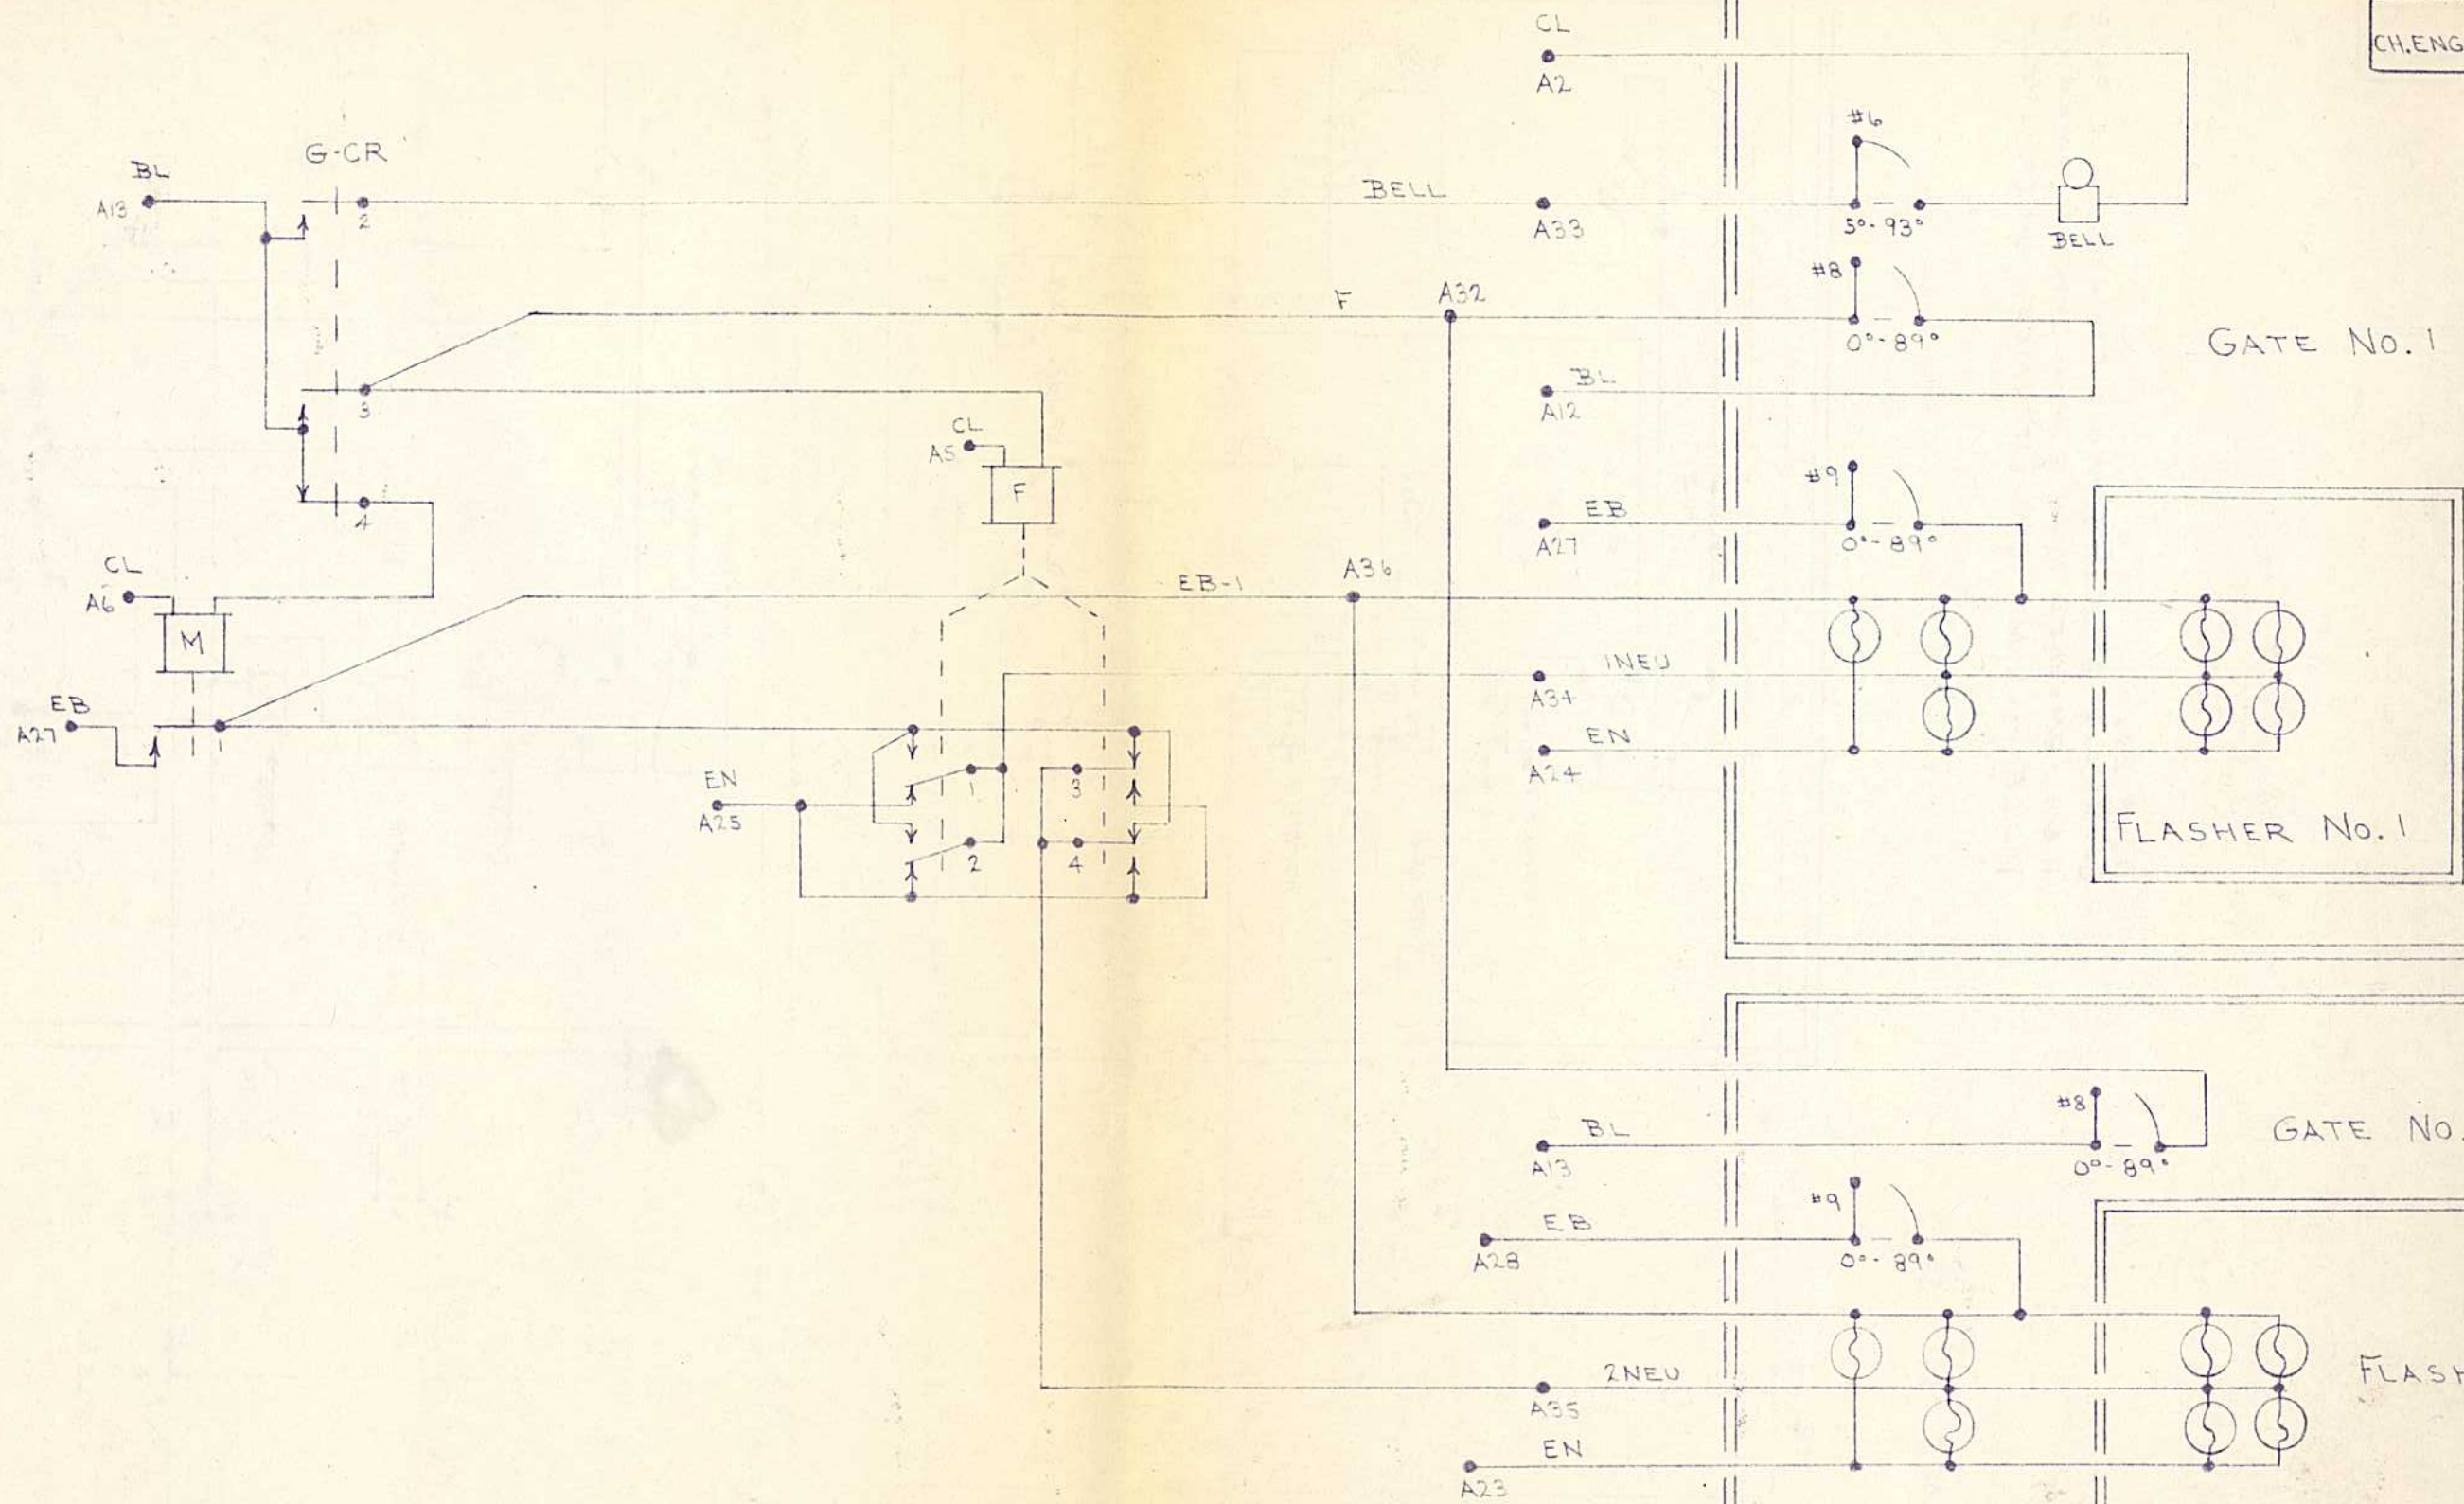 CL
CH.ENG
A2
#6
G-CR
BL
A13
2
BELL
A33
5°-93°
BELL
#8
F
A32
0°-89°
GATE NO. 1
3
BL
A12
CL
A5
F
#9
4
EB
A27
0°-89°
CL
A6
M
EB-1
A36
1NEU
A34
EB
A27
EN
A24
EN
A25
1
3
2
4
FLASHER NO. 1
#8
BL
A13
0°-89°
GATE NO.
#9
EB
A28
0°-89°
2NEU
A35
FLASH
EN
A23